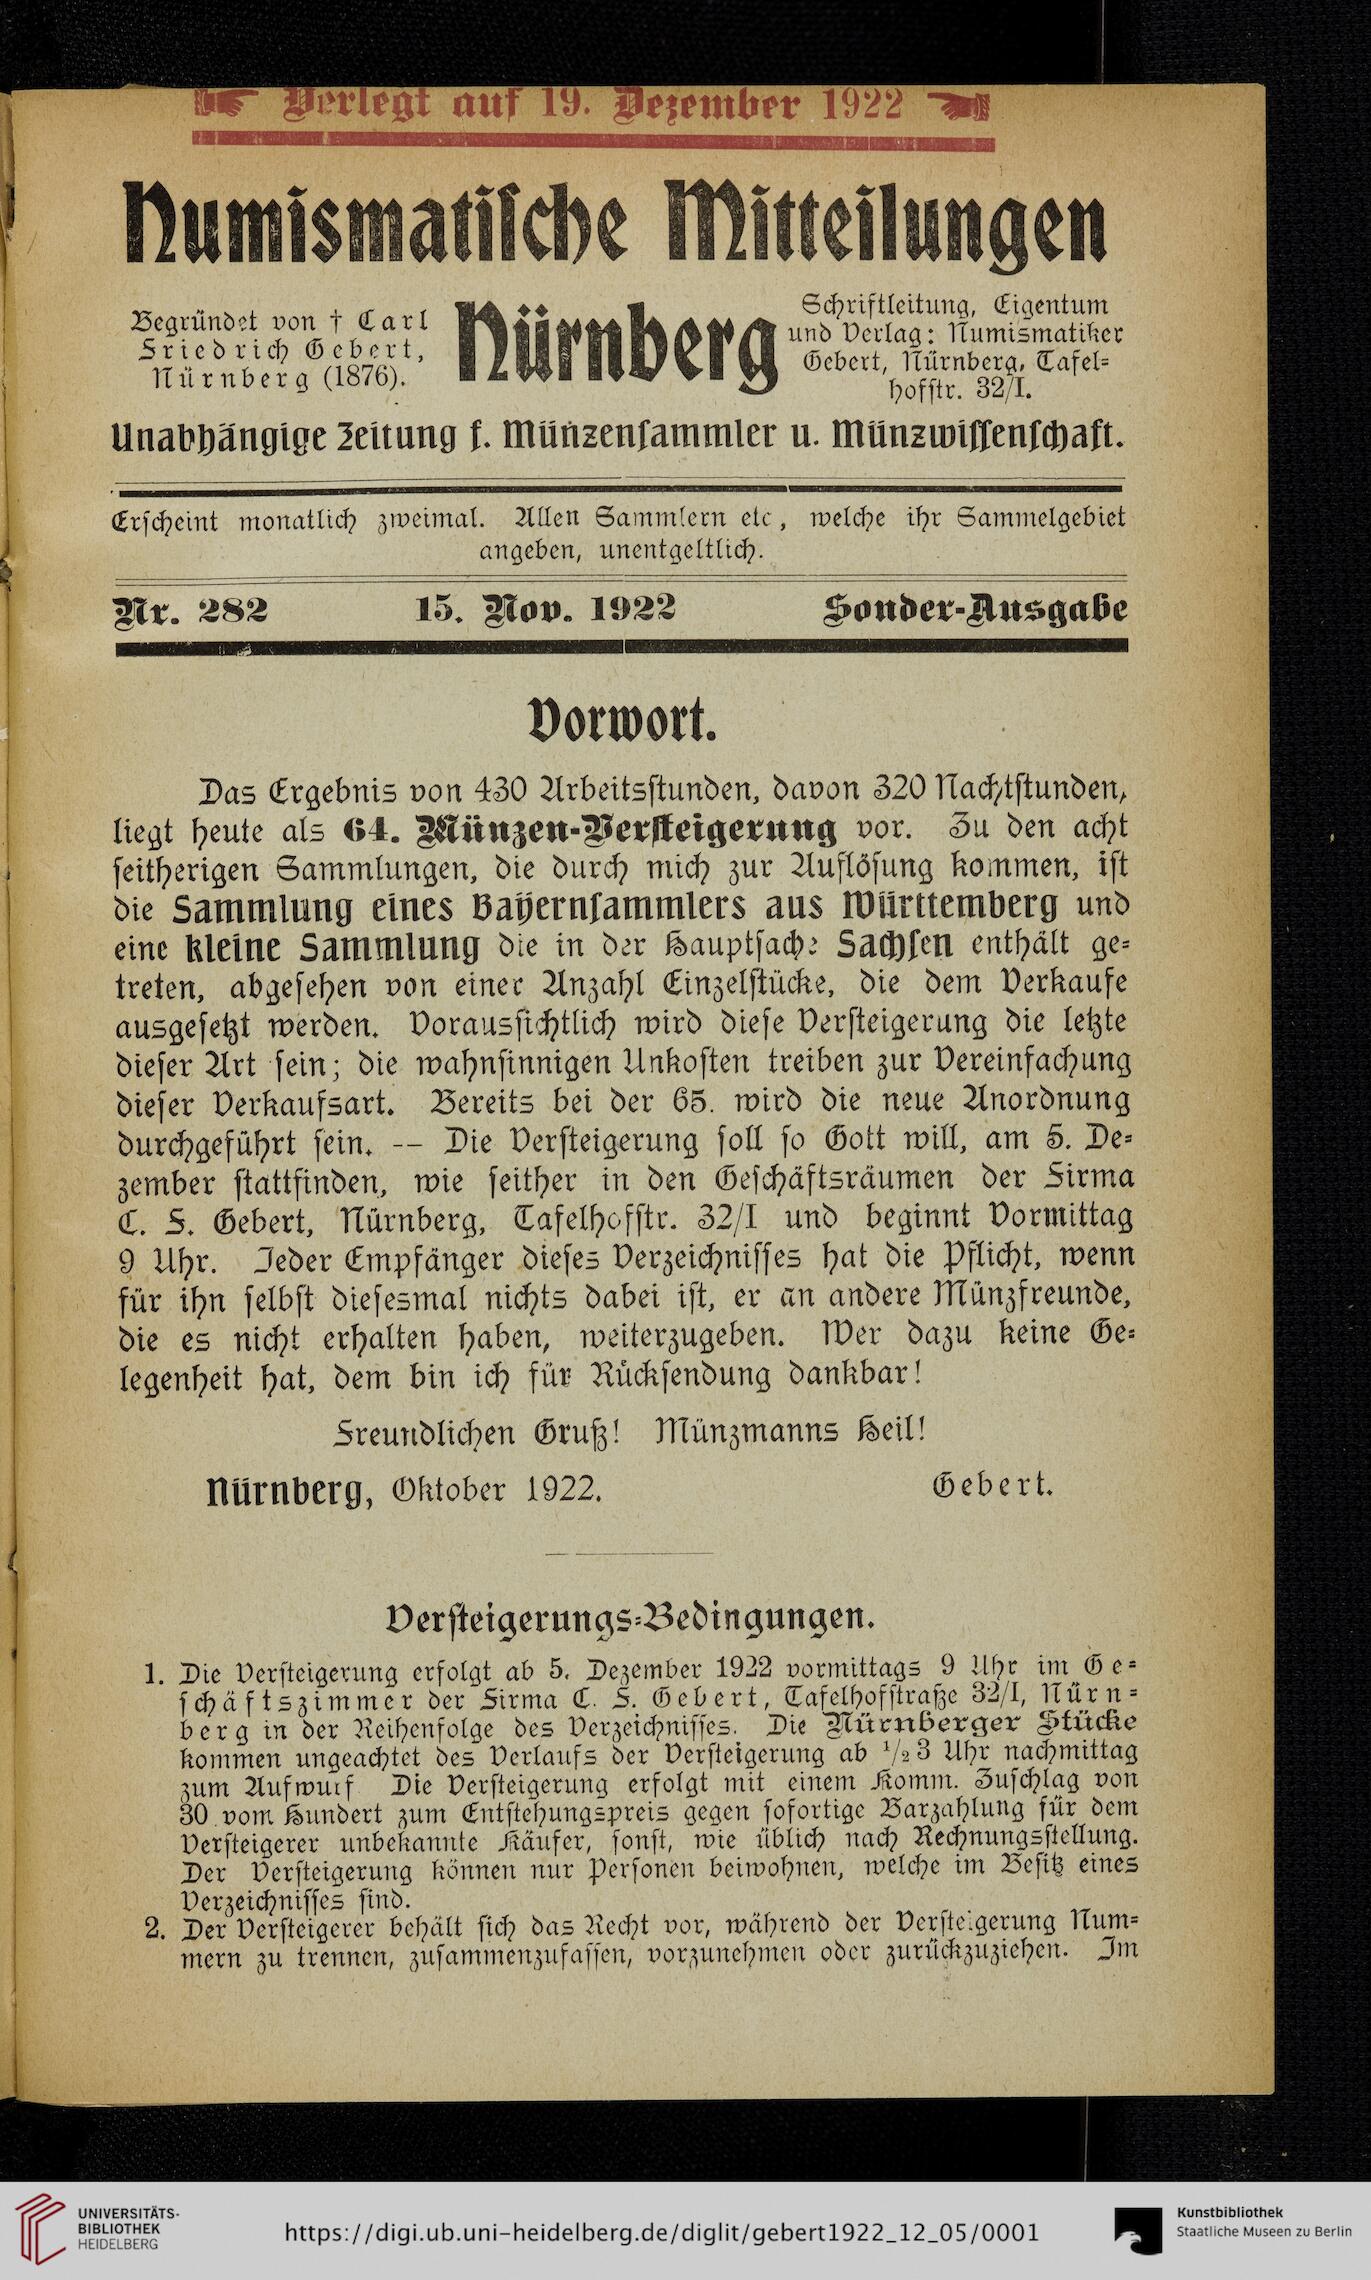 Verlegt auf 19. Dezember 1922
Numismatische Mitteilungen
Begründet von † Carl
Friedrich Gebert,
Nürnberg (1876).
Nürnberg
Schriftleitung, Eigentum
und Verlag: Numismatiker
Gebert, Nürnberg, Tafel-
hofstr. 32/I.
Unabhängige Zeitung f. Münzensammler u. Münzwissenschaft.
Erscheint monatlich zweimal. Allen Sammlern etc, welche ihr Sammelgebiet
angeben, unentgeltlich.
Nr. 282 15. Nov. 1922 Sonder-Ausgabe
Vorwort.
Das Ergebnis von 430 Arbeitsstunden, davon 320 Nachtstunden,
liegt heute als 64. Münzen-Versteigerung vor. Zu den acht
seitherigen Sammlungen, die durch mich zur Auflösung kommen, ist
die Sammlung eines Bayernsammlers aus Württemberg und
eine kleine Sammlung die in der Hauptsache Sachsen enthält ge-
treten, abgesehen von einer Anzahl Einzelstücke, die dem Verkaufe
ausgesetzt werden. Voraussichtlich wird diese Versteigerung die letzte
dieser Art sein; die wahnsinnigen Unkosten treiben zur Vereinfachung
dieser Verkaufsart. Bereits bei der 65. wird die neue Anordnung
durchgeführt sein. -- Die Versteigerung soll so Gott will, am 5. De-
zember stattfinden, wie seither in den Geschäftsräumen der Firma
C. F. Gebert, Nürnberg, Tafelhofstr. 32/I und beginnt Vormittag
9 Uhr. Jeder Empfänger dieses Verzeichnisses hat die Pflicht, wenn
für ihn selbst diesesmal nichts dabei ist, er an andere Münzfreunde,
die es nicht erhalten haben, weiterzugeben. Wer dazu keine Ge-
legenheit hat, dem bin ich für Rücksendung dankbar!
Freundlichen Gruß! Münzmanns Heil!
Nürnberg, Oktober 1922. Gebert.
Versteigerungs-Bedingungen.
1. Die Versteigerung erfolgt ab 5. Dezember 1922 vormittags 9 Uhr im Ge-
schäftszimmer der Firma C. F. Gebert, Tafelhofstraße 32/I, Nürn-
berg in der Reihenfolge des Verzeichnisses. Die Nürnberger Stücke
kommen ungeachtet des Verlaufs der Versteigerung ab 1/2 3 Uhr nachmittag
zum Aufwurf Die Versteigerung erfolgt mit einem Komm. Zuschlag von
30 vom Hundert zum Entstehungspreis gegen sofortige Barzahlung für dem
Versteigerer unbekannte Käufer, sonst, wie üblich nach Rechnungsstellung.
Der Versteigerung können nur Personen beiwohnen, welche im Besitz eines
Verzeichnisses sind.
2. Der Versteigerer behält sich das Recht vor, während der Versteigerung Num-
mern zu trennen, zusammenzufassen, vorzunehmen oder zurückzuziehen. Im
UNIVERSITÄTS-
BIBLIOTHEK
HEIDELBERG
https://digi.ub.uni-heidelberg.de/diglit/gebert1922_12_05/0001
Kunstbibliothek
Staatliche Museen zu Berlin